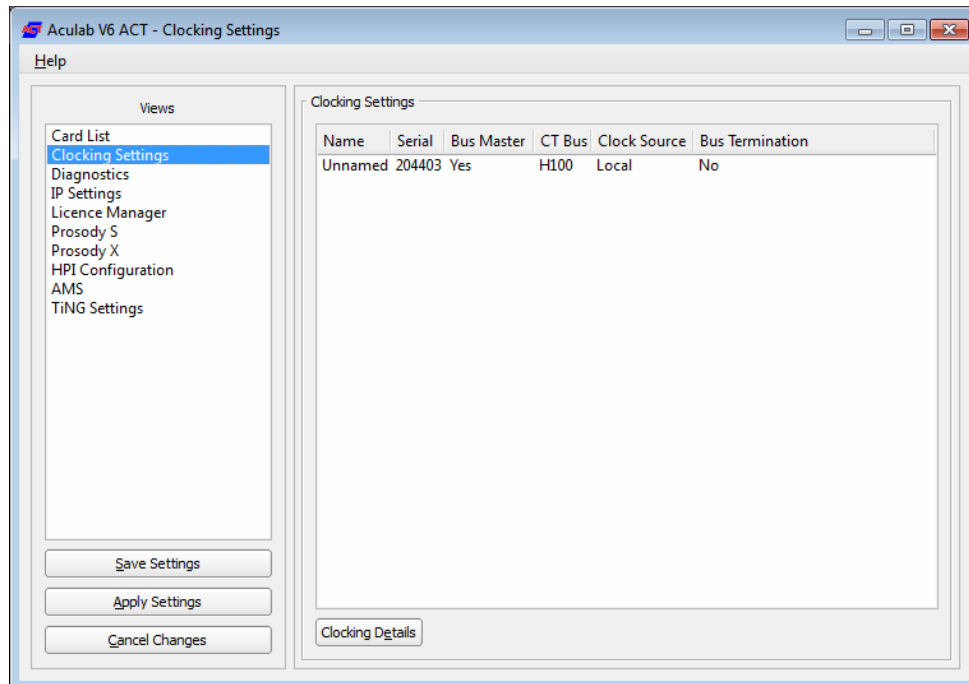 Aculab V6 ACT - Clocking Settings
Help
Views
Card List
Clocking Settings
Diagnostics
IP Settings
Licence Manager
Prosody S
Prosody X
HPI Configuration
AMS
TiNG Settings
Save Settings
Apply Settings
Cancel Changes
Clocking Settings
Name Serial Bus Master CT Bus Clock Source Bus Termination
Unnamed 204403 Yes H100 Local No
Clocking Details